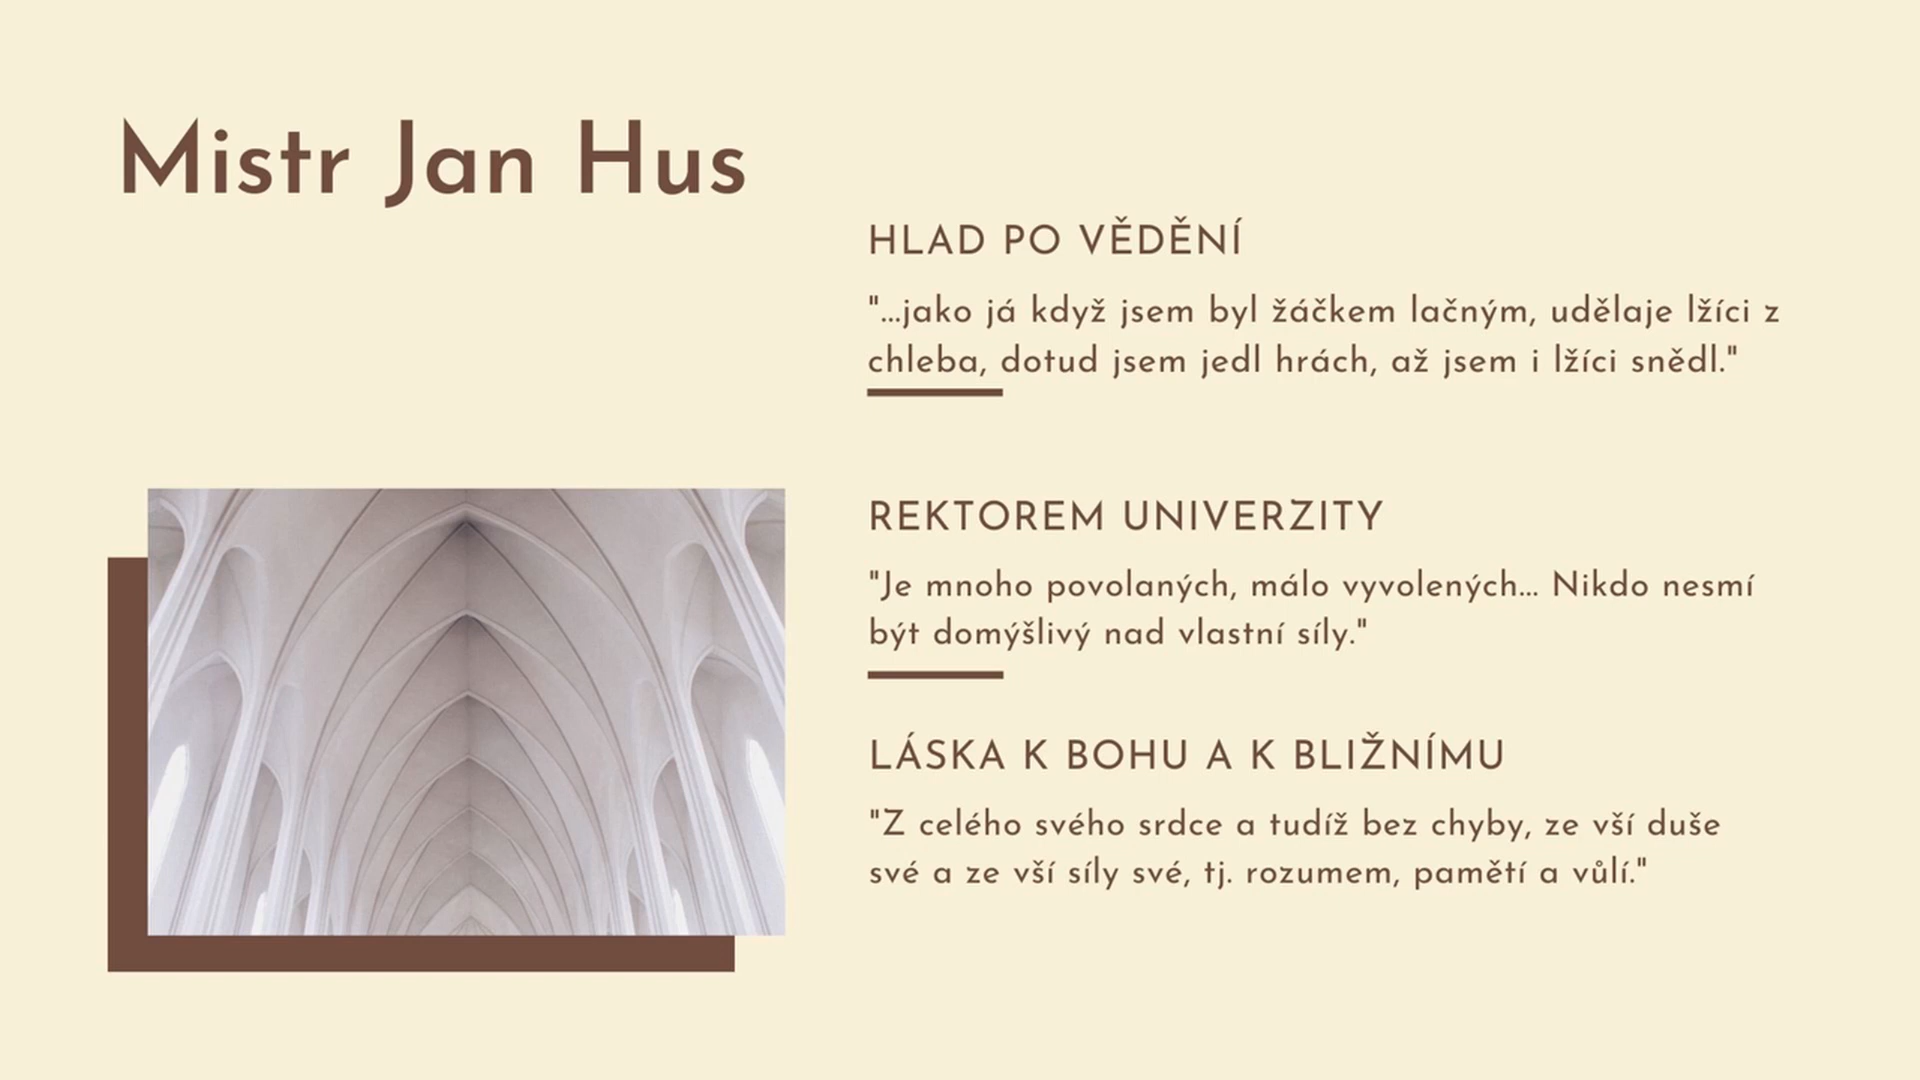 Mistr Jan Hus
HLAD PO VĚDĚNÍ
"...jako já když jsem byl žáčkem lačným, udělaje lžíci z
chleba, dotud jsem jedl hrách, až jsem i lžíci snědl."
REKTOREM UNIVERZITY
"Je mnoho povolaných, málo vyvolených... Nikdo nesmí
být domýšlivý nad vlastní síly."
LÁSKA K BOHU A K BLIŽNÍMU
"Z celého svého srdce a tudíž bez chyby, ze vší duše
své a ze vší síly své, tj. rozumem, pamětí a vůlí."